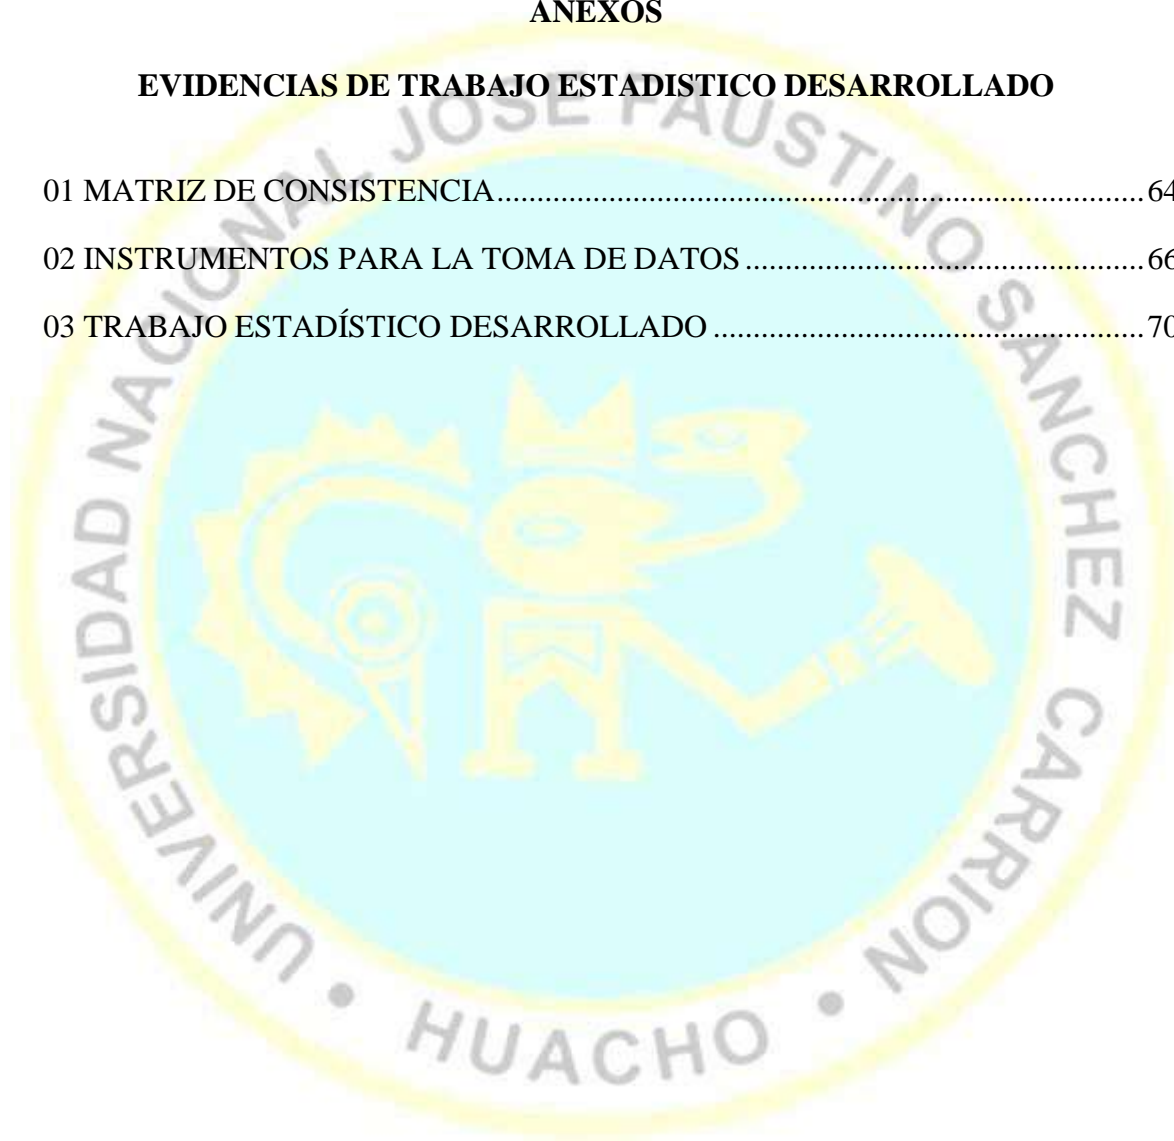 ANEXOS
EVIDENCIAS DE TRABAJO ESTADISTICO DESARROLLADO
01 MATRIZ DE CONSISTENCIA................................................................................. 64
02 INSTRUMENTOS PARA LA TOMA DE DATOS .................................................. 66
03 TRABAJO ESTADÍSTICO DESARROLLADO ...................................................... 70
UNIVERSIDAD NACIONAL JOSE FAUSTINO SANCHEZ CARRION
• HUACHO •